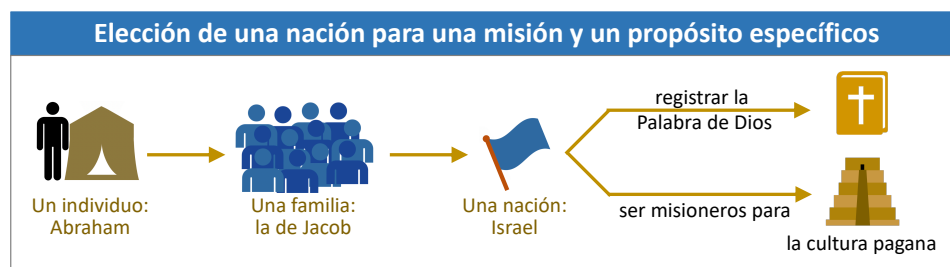 Elección de una nación para una misión y un propósito específicos
registrar la
Palabra de Dios
Un individuo:
Abraham
Una familia:
la de Jacob
Una nación:
Israel
ser misioneros para
la cultura pagana